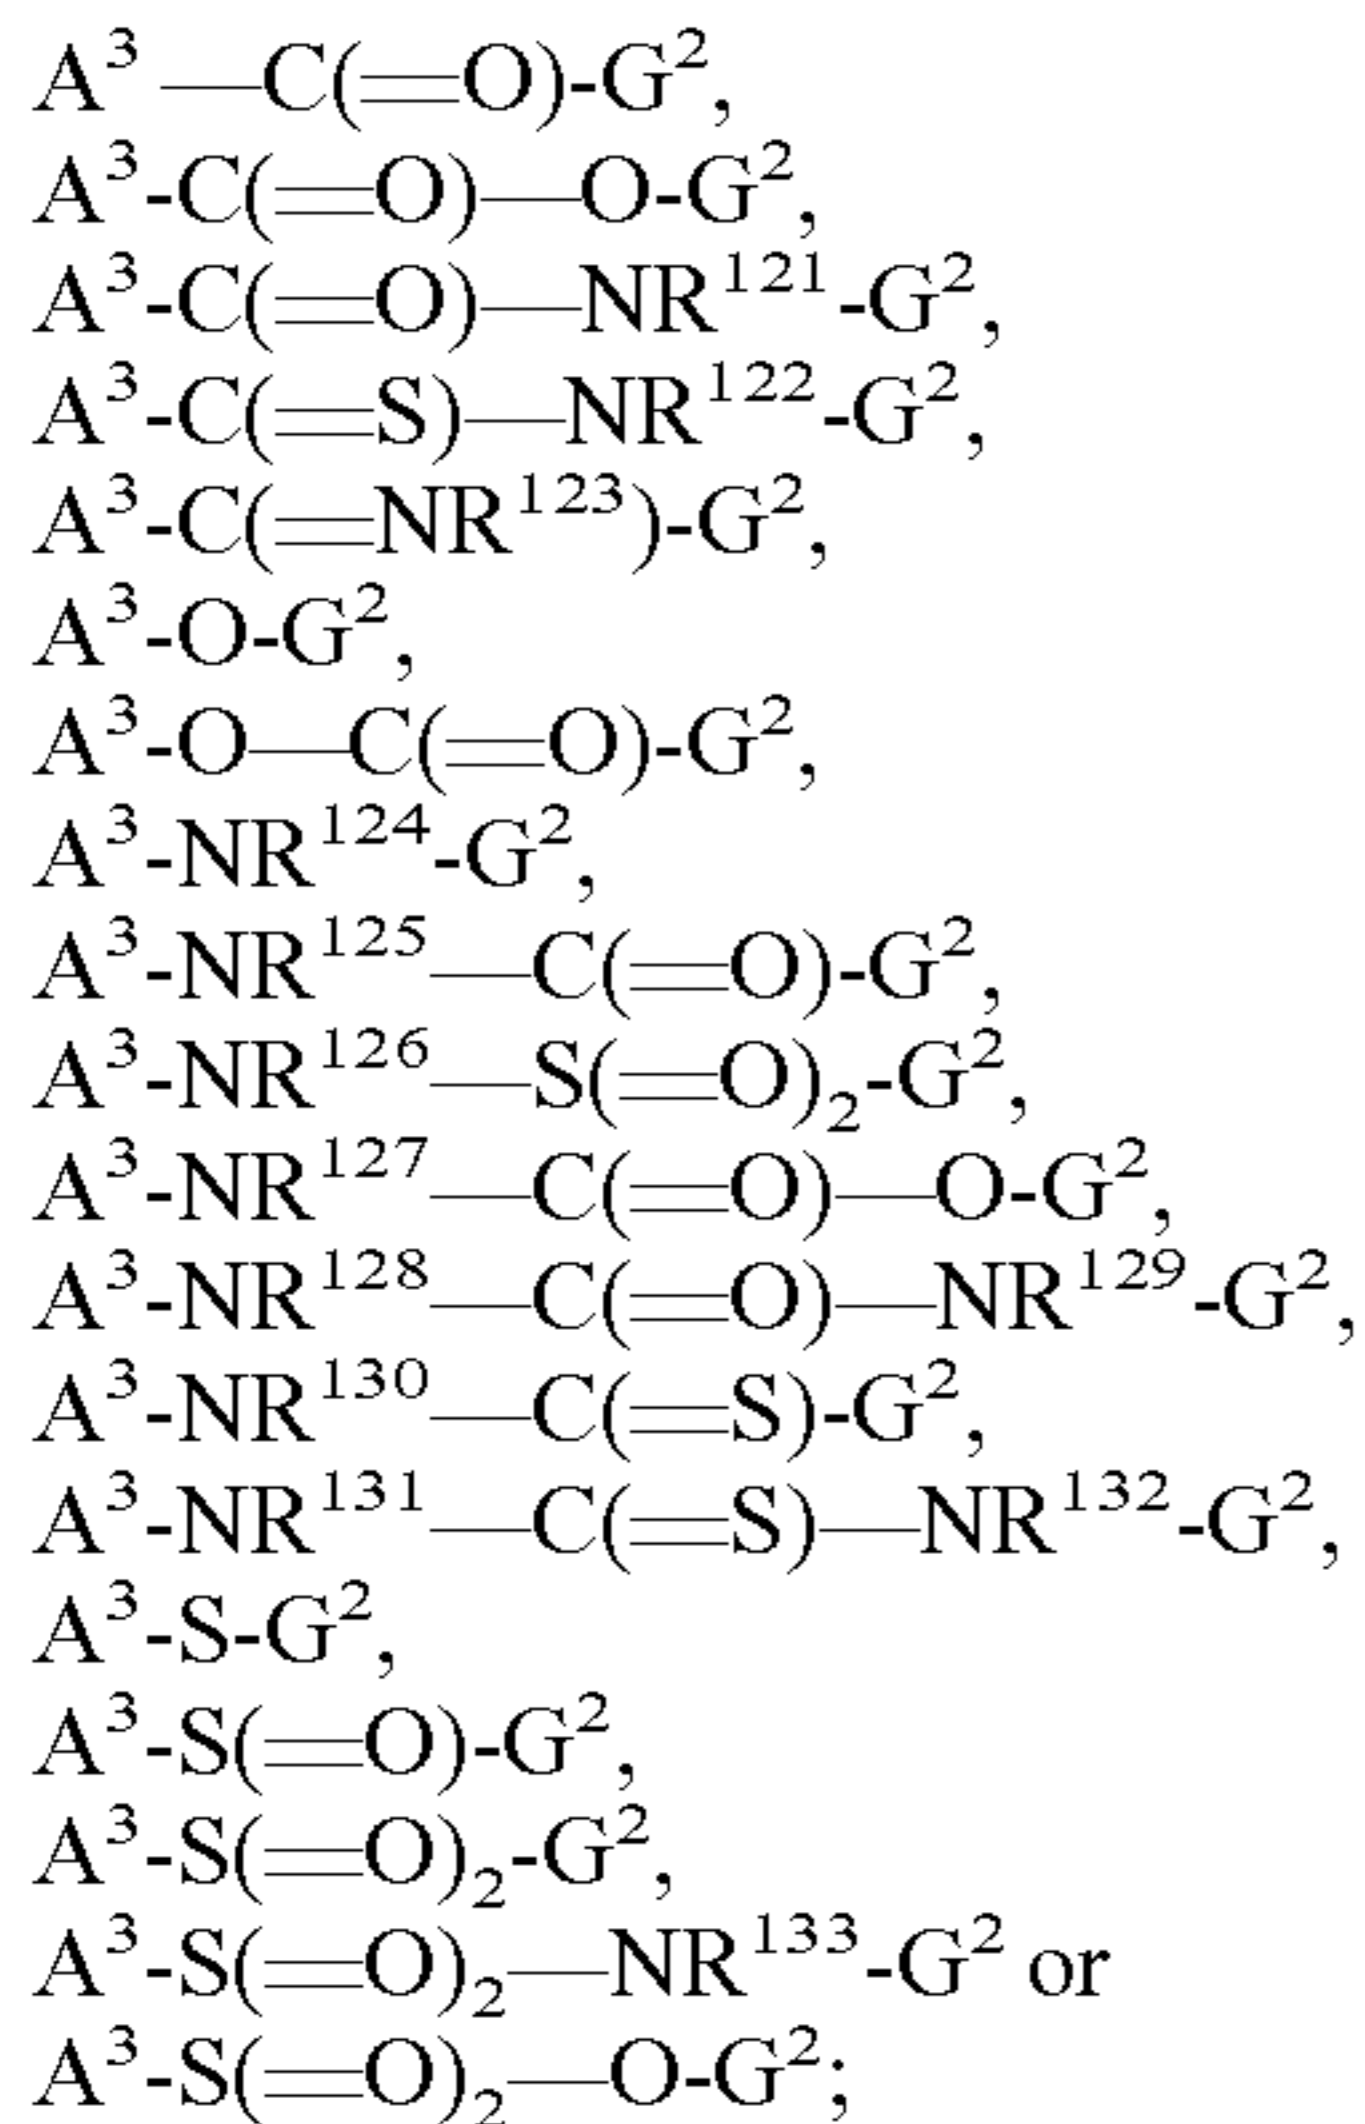 A³ —C(=O)-G²,
A³-C(=O)—O-G²,
A³-C(=O)—NR¹²¹-G²,
A³-C(=S)—NR¹²²-G²,
A³-C(=NR¹²³)-G²,
A³-O-G²,
A³-O—C(=O)-G²,
A³-NR¹²⁴-G²,
A³-NR¹²⁵—C(=O)-G²,
A³-NR¹²⁶—S(=O)₂-G²,
A³-NR¹²⁷—C(=O)—O-G²,
A³-NR¹²⁸—C(=O)—NR¹²⁹-G²,
A³-NR¹³⁰—C(=S)-G²,
A³-NR¹³¹—C(=S)—NR¹³²-G²,
A³-S-G²,
A³-S(=O)-G²,
A³-S(=O)₂-G²,
A³-S(=O)₂—NR¹³³-G² or
A³-S(=O)₂—O-G²;